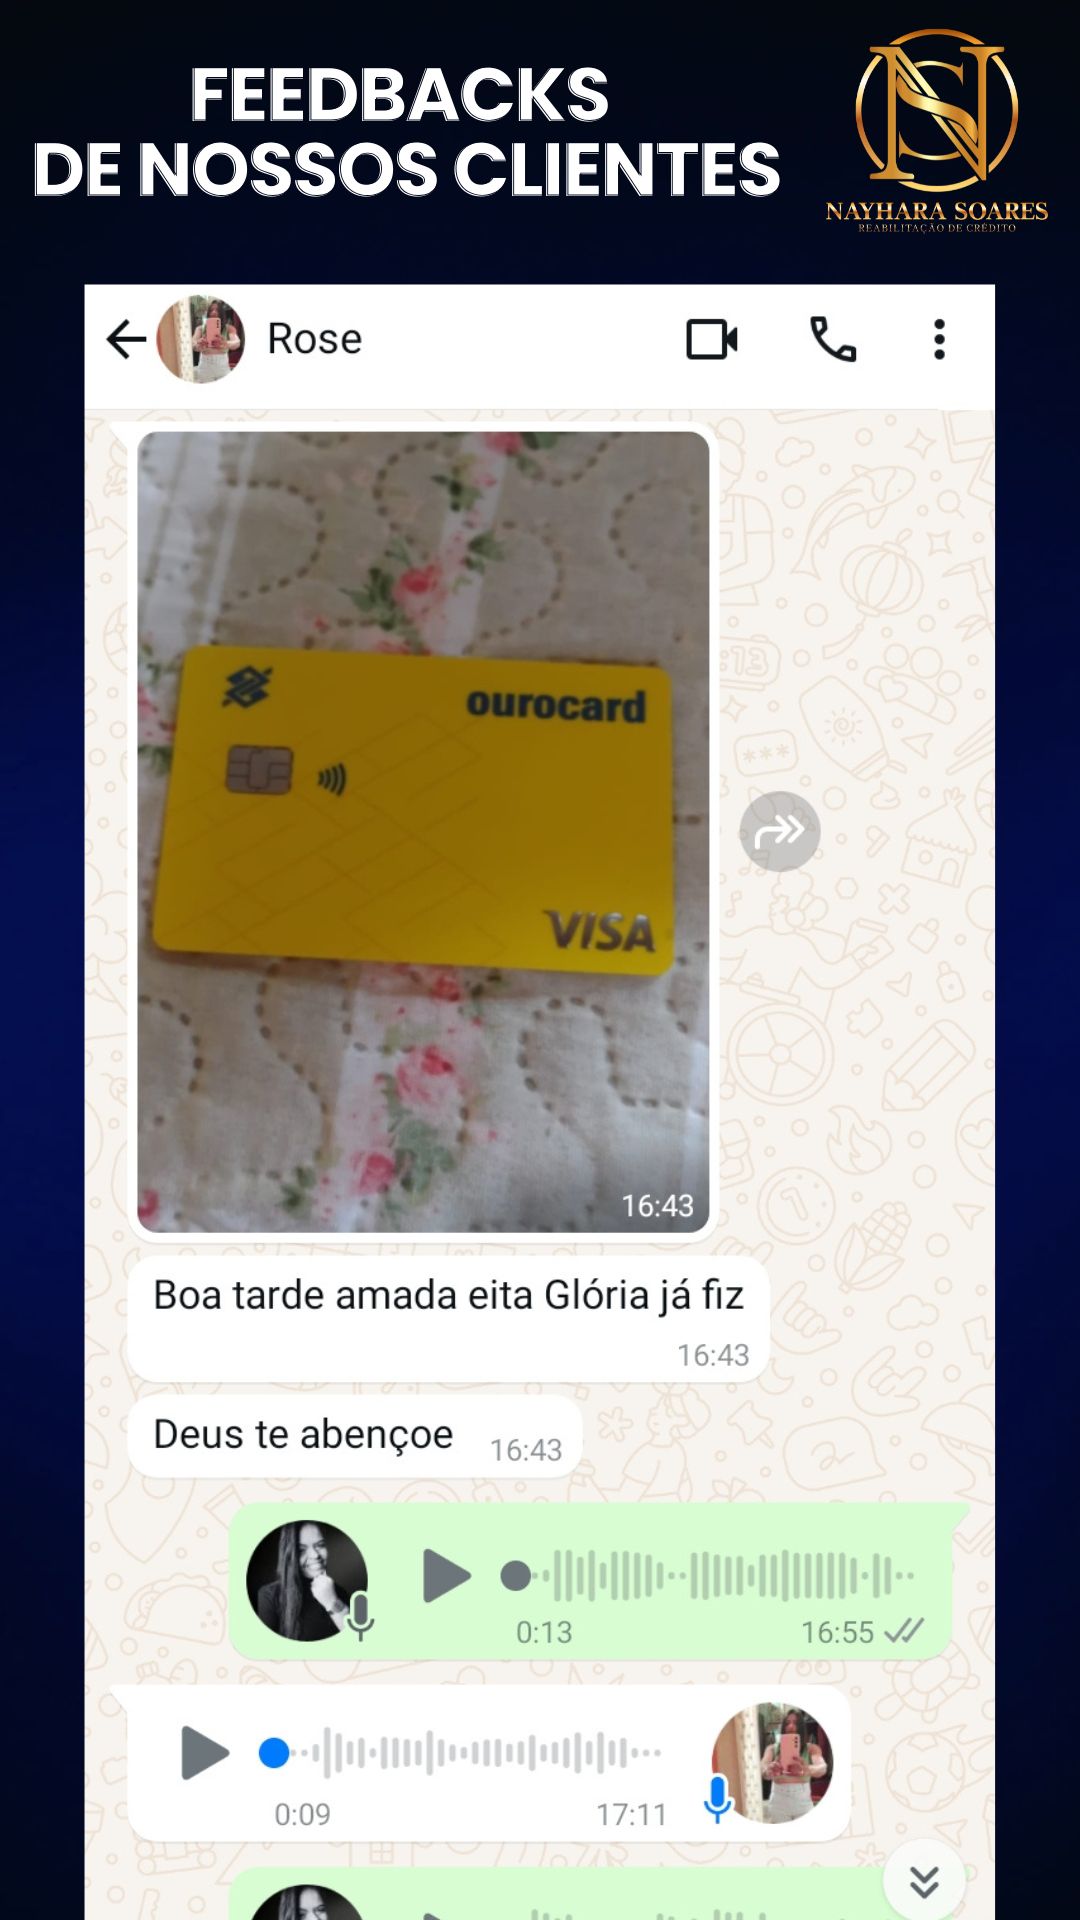 FEEDBACKS
DE NOSSOS CLIENTES
NS
NAYHARA SOARES
REABILITAÇÃO DE CRÉDITO
Rose
ourocard
VISA
16:43
Boa tarde amada eita Glória já fiz
16:43
Deus te abençoe 16:43
0:13 16:55
0:09 17:11